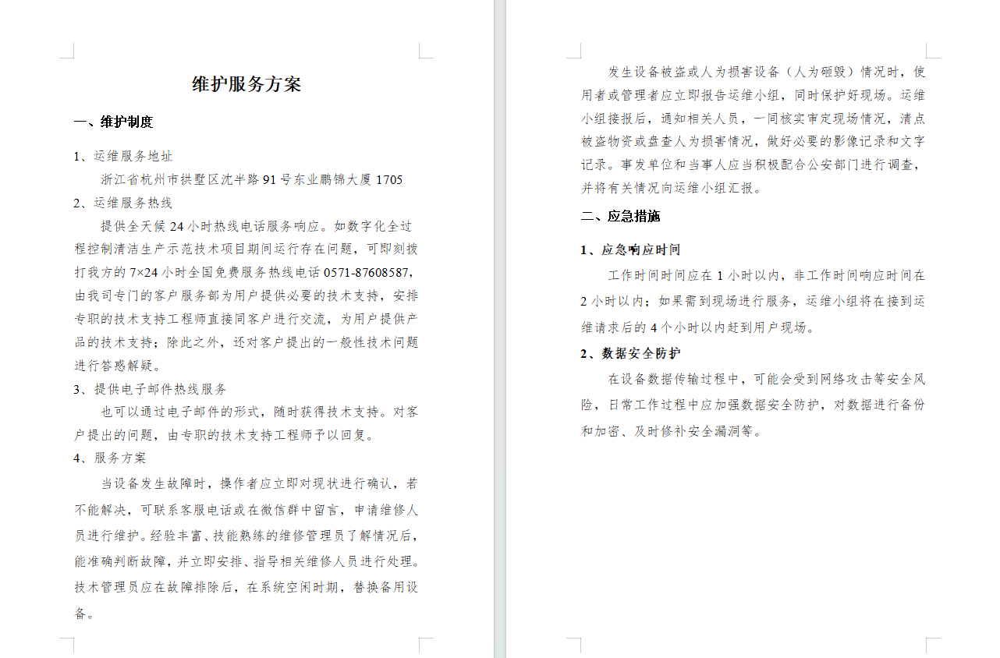 维护服务方案
一、维护制度
1、运维服务地址
浙江省杭州市拱墅区沈半路 91 号东业鹏锦大厦 1705
2、运维服务热线
提供全天候 24 小时热线电话服务响应。如数字化全过
程控制清洁生产示范技术项目期间运行存在问题，可即刻拨
打我方的 7×24 小时全国免费服务热线电话 0571-87608587，
由我司专门的客户服务部为用户提供必要的技术支持，安排
专职的技术支持工程师直接同客户进行交流，为用户提供产
品的技术支持；除此之外，还对客户提出的一般性技术问题
进行答惑解疑。
3、提供电子邮件热线服务
也可以通过电子邮件的形式，随时获得技术支持。对客
户提出的问题，由专职的技术支持工程师予以回复。
4、服务方案
当设备发生故障时，操作者应立即对现状进行确认，若
不能解决，可联系客服电话或在微信群中留言，申请维修人
员进行维护。经验丰富、技能熟练的维修管理员了解情况后，
能准确判断故障，并立即安排、指导相关维修人员进行处理。
技术管理员应在故障排除后，在系统空闲时期，替换备用设
备。
发生设备被盗或人为损害设备（人为砸毁）情况时，使
用者或管理者应立即报告运维小组，同时保护好现场。运维
小组接报后，通知相关人员，一同核实审定现场情况，清点
被盗物资或盘查人为损害情况，做好必要的影像记录和文字
记录。事发单位和当事人应当积极配合公安部门进行调查，
并将有关情况向运维小组汇报。
二、应急措施
1、应急响应时间
工作时间时间应在 1 小时以内，非工作时间响应时间在
2 小时以内；如果需到现场进行服务，运维小组将在接到运
维请求后的 4 个小时以内赶到用户现场。
2、数据安全防护
在设备数据传输过程中，可能会受到网络攻击等安全风
险，日常工作过程中应加强数据安全防护，对数据进行备份
和加密、及时修补安全漏洞等。